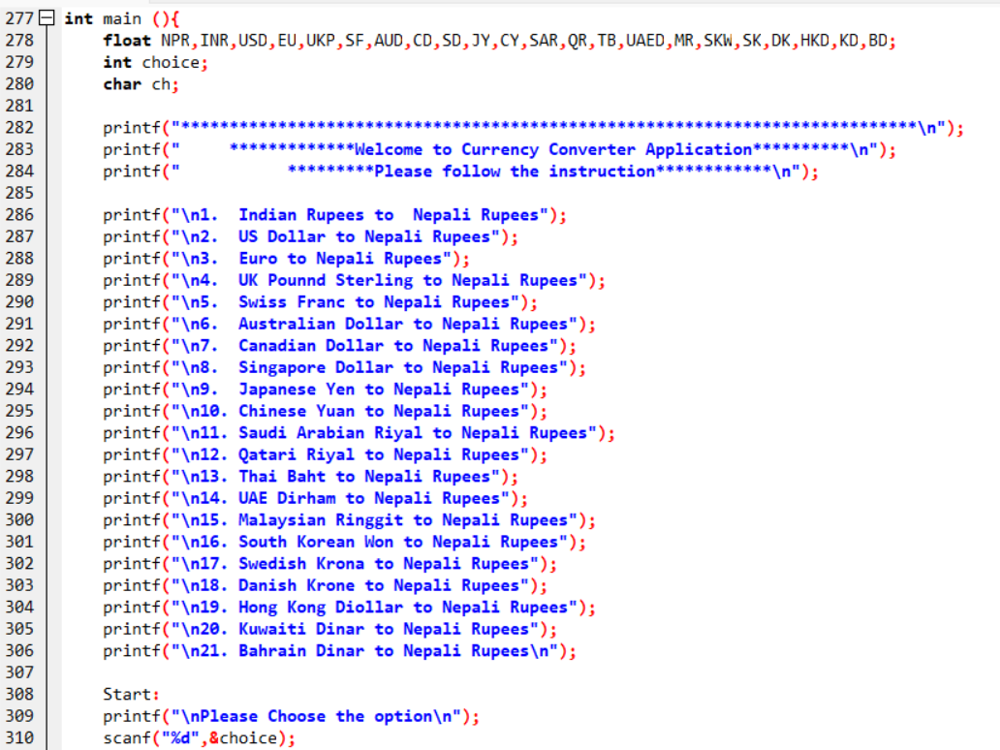 277 int main (){
278 float NPR,INR,USD,EU,UKP,SF,AUD,CD,SD,JY,CY,SAR,QR,TB,UAED,MR,SKW,SK,DK,HKD,KD,BD;
279 int choice;
280 char ch;
281
282 printf("****************************************************************************\n");
283 printf("     *************Welcome to Currency Converter Application**********\n");
284 printf("           *********Please follow the instruction************\n");
285
286 printf("\n1.  Indian Rupees to  Nepali Rupees");
287 printf("\n2.  US Dollar to Nepali Rupees");
288 printf("\n3.  Euro to Nepali Rupees");
289 printf("\n4.  UK Pounnd Sterling to Nepali Rupees");
290 printf("\n5.  Swiss Franc to Nepali Rupees");
291 printf("\n6.  Australian Dollar to Nepali Rupees");
292 printf("\n7.  Canadian Dollar to Nepali Rupees");
293 printf("\n8.  Singapore Dollar to Nepali Rupees");
294 printf("\n9.  Japanese Yen to Nepali Rupees");
295 printf("\n10. Chinese Yuan to Nepali Rupees");
296 printf("\n11. Saudi Arabian Riyal to Nepali Rupees");
297 printf("\n12. Qatari Riyal to Nepali Rupees");
298 printf("\n13. Thai Baht to Nepali Rupees");
299 printf("\n14. UAE Dirham to Nepali Rupees");
300 printf("\n15. Malaysian Ringgit to Nepali Rupees");
301 printf("\n16. South Korean Won to Nepali Rupees");
302 printf("\n17. Swedish Krona to Nepali Rupees");
303 printf("\n18. Danish Krone to Nepali Rupees");
304 printf("\n19. Hong Kong Diollar to Nepali Rupees");
305 printf("\n20. Kuwaiti Dinar to Nepali Rupees");
306 printf("\n21. Bahrain Dinar to Nepali Rupees\n");
307
308 Start:
309 printf("\nPlease Choose the option\n");
310 scanf("%d",&choice);